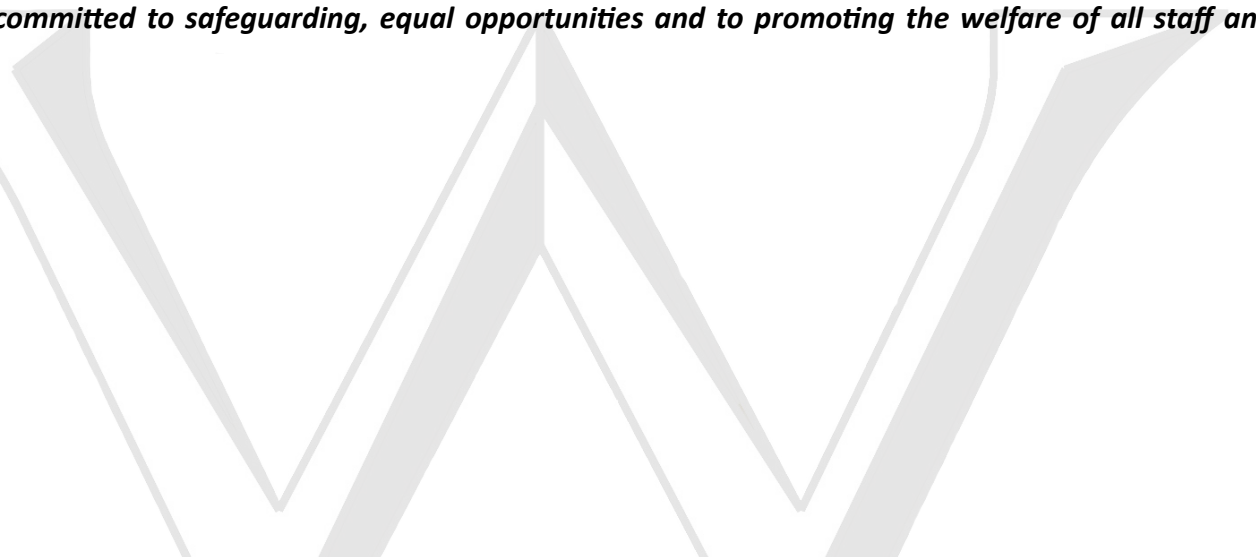 committed to safeguarding, equal opportunities and to promoting the welfare of all staff an